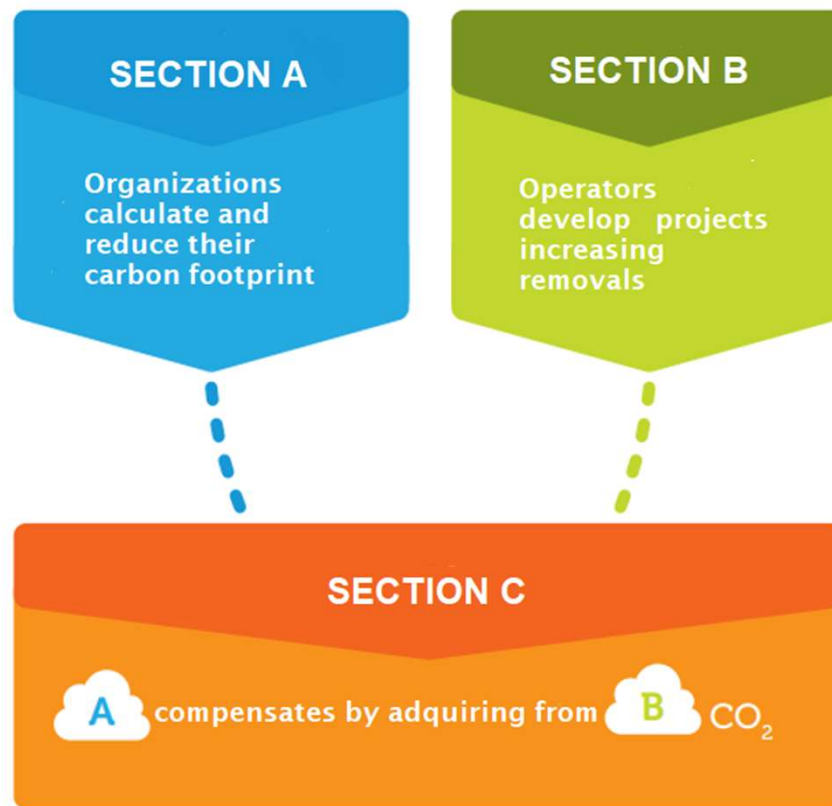 SECTION A
Organizations
calculate and
reduce their
carbon footprint
SECTION B
Operators
develop projects
increasing
removals
SECTION C
A compensates by adquiring from B CO₂